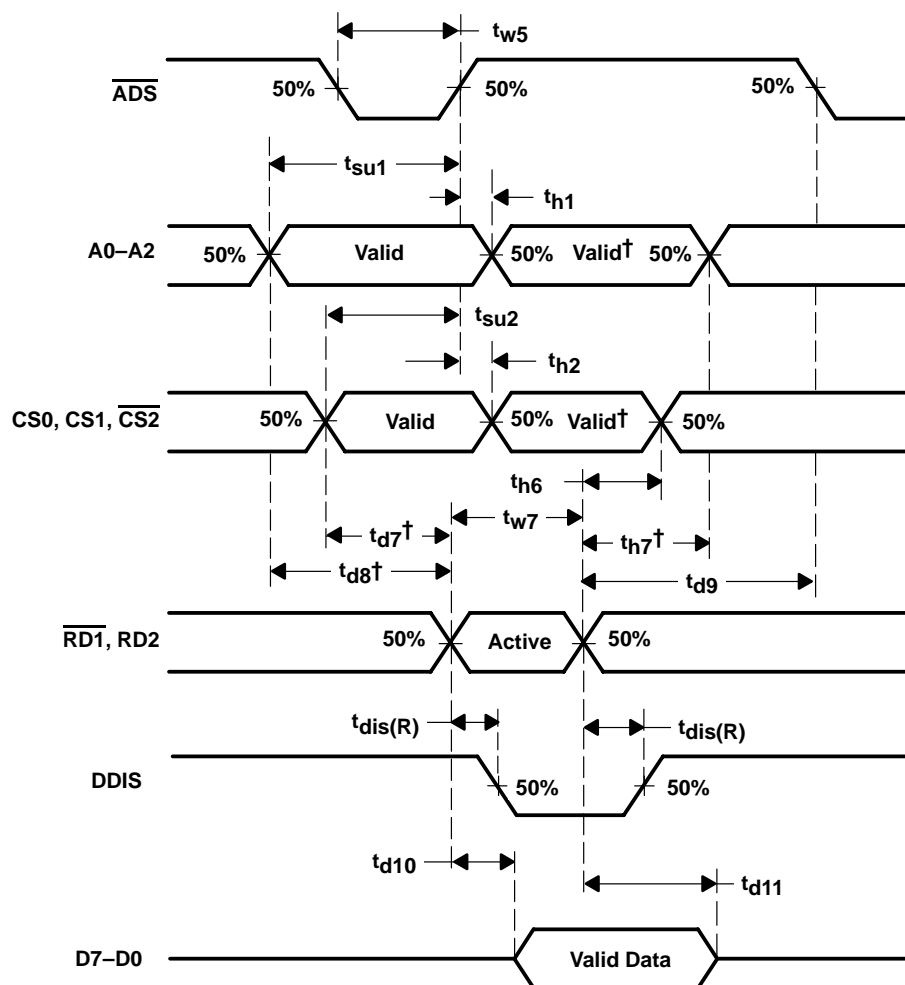 tw5
ADS 50% 50% 50%
tsu1
th1
A0–A2 50% Valid 50% Valid† 50%
tsu2
th2
CS0, CS1, CS2 50% Valid 50% Valid† 50%
th6
tw7
td7† th7†
td8† td9
RD1, RD2 50% Active 50%
tdis(R) tdis(R)
DDIS 50% 50%
td10 td11
D7–D0 Valid Data